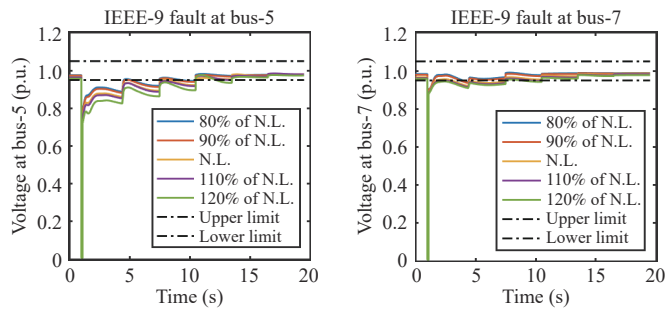 IEEE-9 fault at bus-5
Voltage at bus-5 (p.u.)
1.2
1.0
0.8
0.6
0.4
0.2
0
80% of N.L.
90% of N.L.
N.L.
110% of N.L.
120% of N.L.
Upper limit
Lower limit
0 5 10 15 20
Time (s)
IEEE-9 fault at bus-7
Voltage at bus-7 (p.u.)
1.2
1.0
0.8
0.6
0.4
0.2
0
80% of N.L.
90% of N.L.
N.L.
110% of N.L.
120% of N.L.
Upper limit
Lower limit
0 5 10 15 20
Time (s)